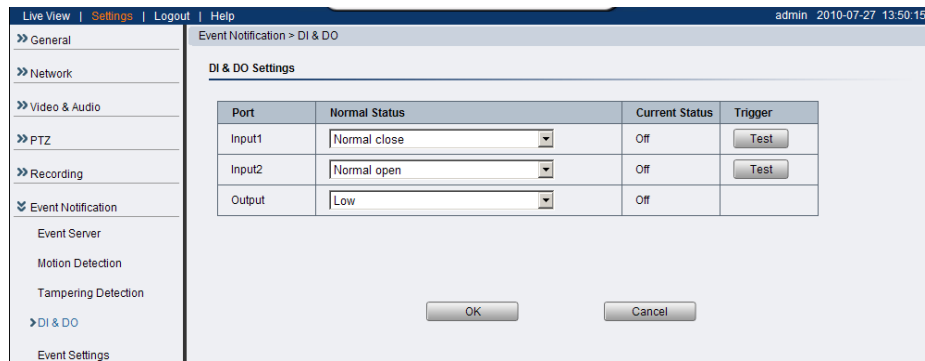 Live View | Settings | Logout | Help
admin 2010-07-27 13:50:15
General
Network
Video & Audio
PTZ
Recording
Event Notification
Event Server
Motion Detection
Tampering Detection
DI & DO
Event Settings
Event Notification > DI & DO
DI & DO Settings
Port Normal Status Current Status Trigger
Input1 Normal close Off Test
Input2 Normal open Off Test
Output Low Off
OK Cancel